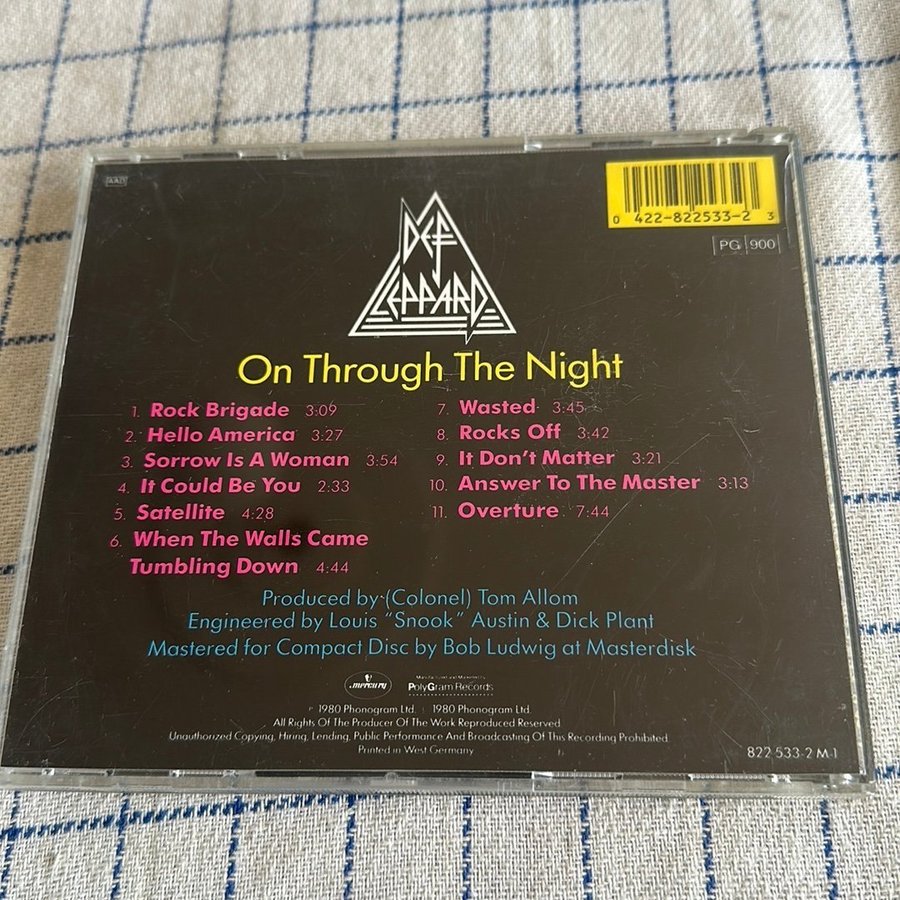 AAD
DEF
LEPPARD
0 422-822533-2 3
PG 900
On Through The Night
1. Rock Brigade 3:09
2. Hello America 3:27
3. Sorrow Is A Woman 3:54
4. It Could Be You 2:33
5. Satellite 4:28
6. When The Walls Came
Tumbling Down 4:44
7. Wasted 3:45
8. Rocks Off 3:42
9. It Don't Matter 3:21
10. Answer To The Master 3:13
11. Overture 7:44
Produced by (Colonel) Tom Allom
Engineered by Louis "Snook" Austin & Dick Plant
Mastered for Compact Disc by Bob Ludwig at Masterdisk
mercury
Manufactured and Marketed by
PolyGram Records
℗ 1980 Phonogram Ltd. 1980 Phonogram Ltd.
All Rights Of The Producer Of The Work Reproduced Reserved.
Unauthorized Copying, Hiring, Lending, Public Performance And Broadcasting Of This Recording Prohibited.
Printed in West Germany
822 533-2 M-1